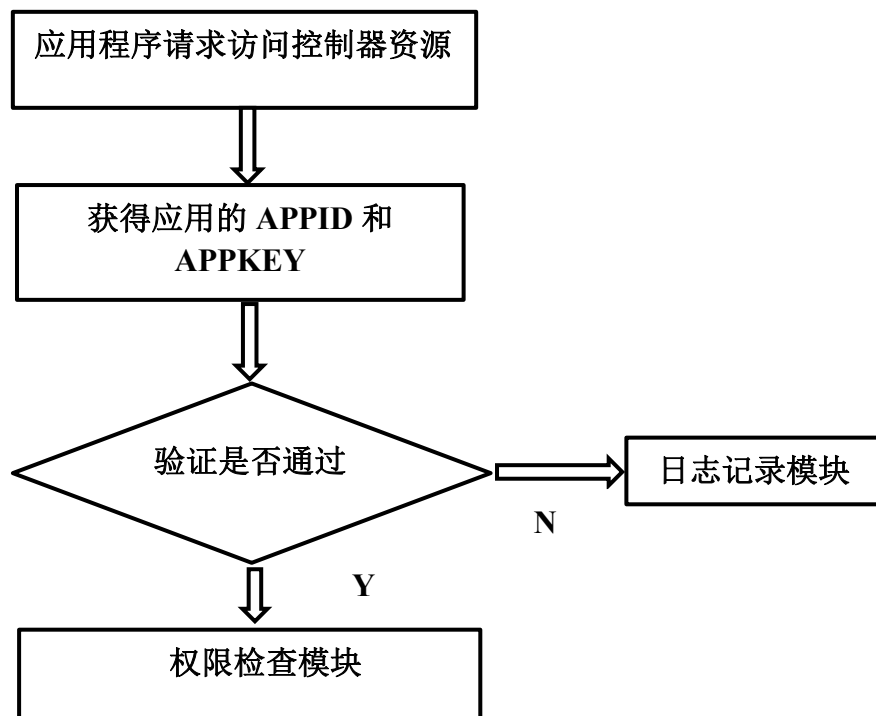 应用程序请求访问控制器资源
获得应用的 APPID 和
APPKEY
验证是否通过
日志记录模块
N
Y
权限检查模块